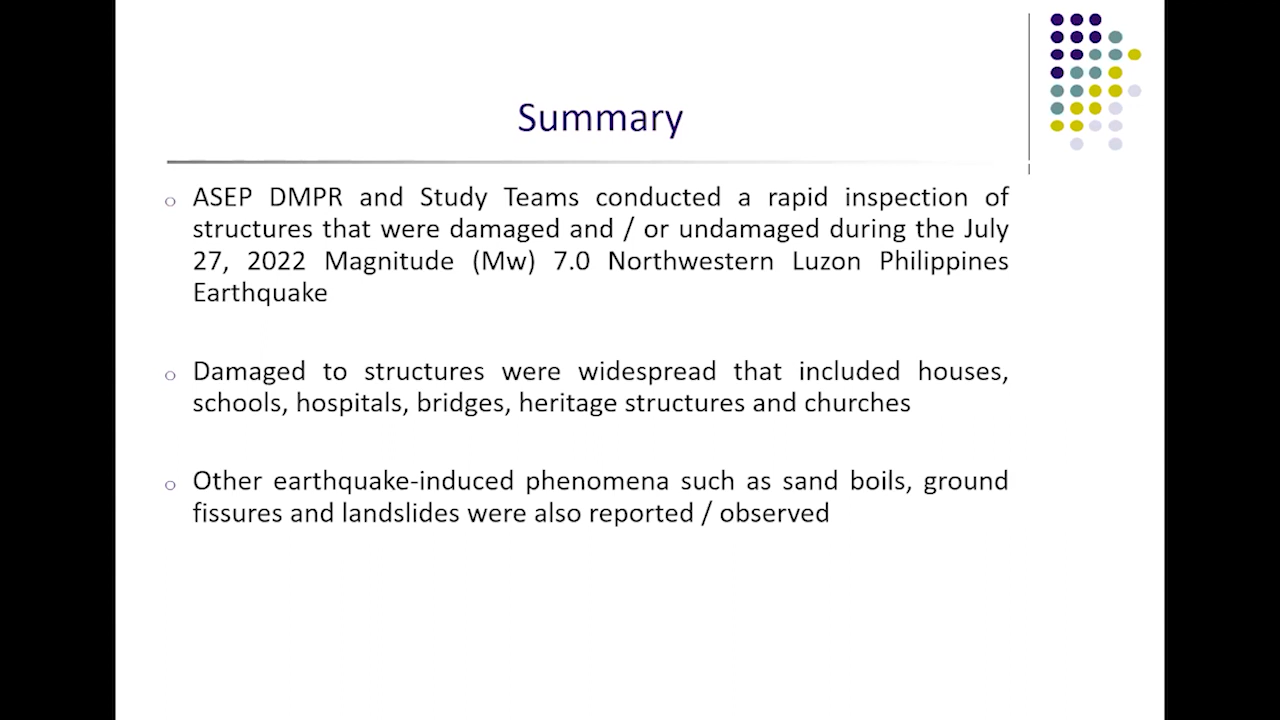 Summary
ASEP DMPR and Study Teams conducted a rapid inspection of
structures that were damaged and / or undamaged during the July
27, 2022 Magnitude (Mw) 7.0 Northwestern Luzon Philippines
Earthquake
Damaged to structures were widespread that included houses,
schools, hospitals, bridges, heritage structures and churches
Other earthquake-induced phenomena such as sand boils, ground
fissures and landslides were also reported / observed